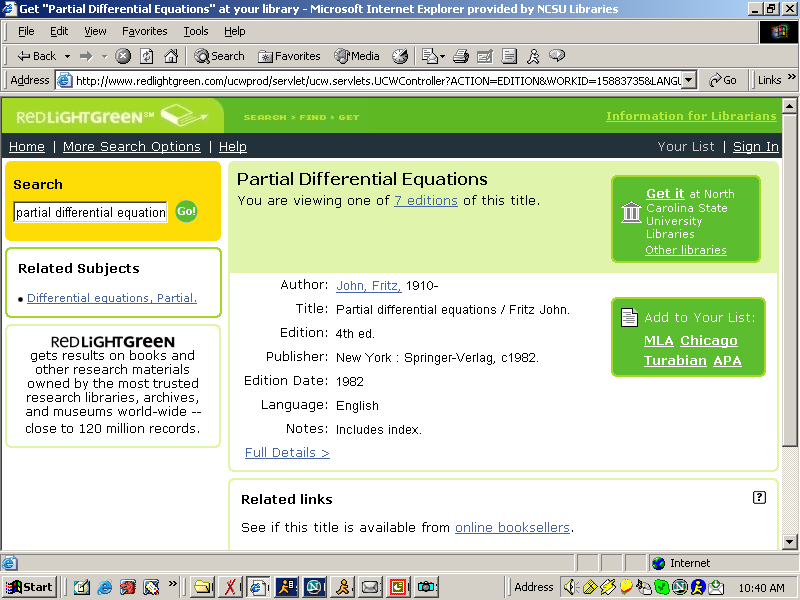 Get "Partial Differential Equations" at your library - Microsoft Internet Explorer provided by NCSU Libraries
File Edit View Favorites Tools Help
Back Search Favorites Media
Address http://www.redlightgreen.com/ucwprod/servlet/ucw.servlets.UCWController?ACTION=EDITION&WORKID=15883735&LANG Go Links »
REDLIGHTGREEN SM SEARCH > FIND > GET Information for Librarians
Home | More Search Options | Help Your List | Sign In
Search
partial differential equation Go!
Related Subjects
• Differential equations, Partial.
REDLIGHTGREEN
gets results on books and
other research materials
owned by the most trusted
research libraries, archives,
and museums world-wide --
close to 120 million records.
Partial Differential Equations
You are viewing one of 7 editions of this title.
Get it at North
Carolina State
University
Libraries
Other libraries
Author: John, Fritz, 1910-
Title: Partial differential equations / Fritz John.
Edition: 4th ed.
Publisher: New York : Springer-Verlag, c1982.
Edition Date: 1982
Language: English
Notes: Includes index.
Full Details >
Add to Your List:
MLA Chicago
Turabian APA
Related links ?
See if this title is available from online booksellers.
Internet
Start » Address 10:40 AM